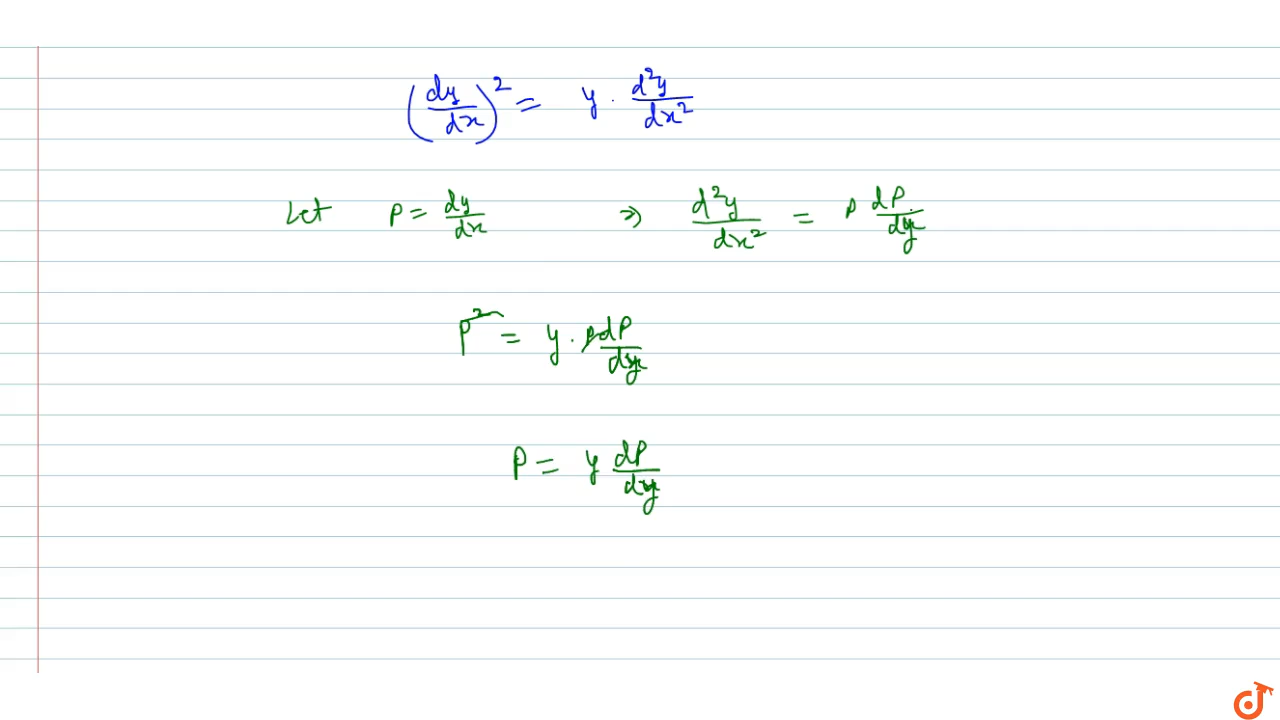 (dy/dx)² = y · d²y/dx²
Let P = dy/dx ⇒ d²y/dx² = P dP/dy
P² = y · P dP/dy
P = y dP/dy